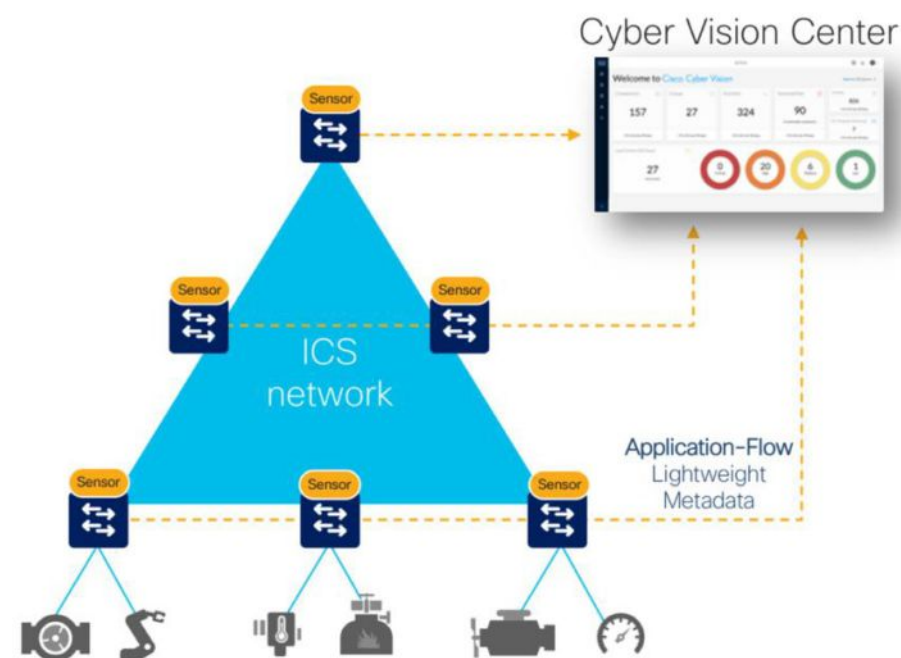 Cyber Vision Center
Welcome to Cisco Cyber Vision
157
27
324
90
27
0
20
6
1
Sensor
Sensor
Sensor
ICS
network
Application-Flow
Lightweight
Metadata
Sensor
Sensor
Sensor